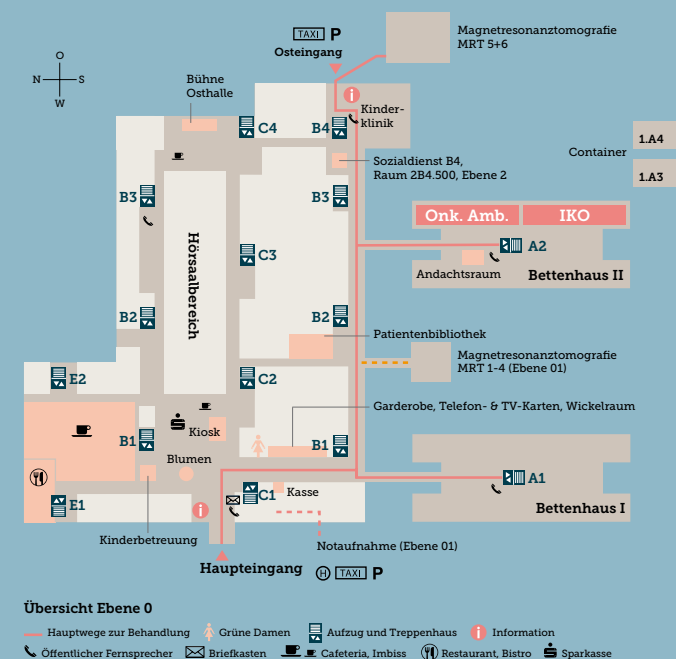 TAXI P
Osteingang
Magnetresonanztomografie
MRT 5+6
O
N S
W
Bühne
Osthalle
Kinder-
klinik
C4
B4
Sozialdienst B4,
Raum 2B4.500, Ebene 2
Container
1.A4
1.A3
B3
B3
Onk. Amb.
IKO
Hörsaalbereich
C3
A2
Andachtsraum
Bettenhaus II
B2
B2
Patientenbibliothek
Magnetresonanztomografie
MRT 1-4 (Ebene 01)
E2
C2
Garderobe, Telefon- & TV-Karten, Wickelraum
Kiosk
B1
B1
Blumen
A1
E1
C1
Kasse
Bettenhaus I
Kinderbetreuung
Notaufnahme (Ebene 01)
Haupteingang
H TAXI P
Übersicht Ebene 0
Hauptwege zur Behandlung Grüne Damen Aufzug und Treppenhaus i Information
Öffentlicher Fernsprecher Briefkasten Cafeteria, Imbiss Restaurant, Bistro Sparkasse